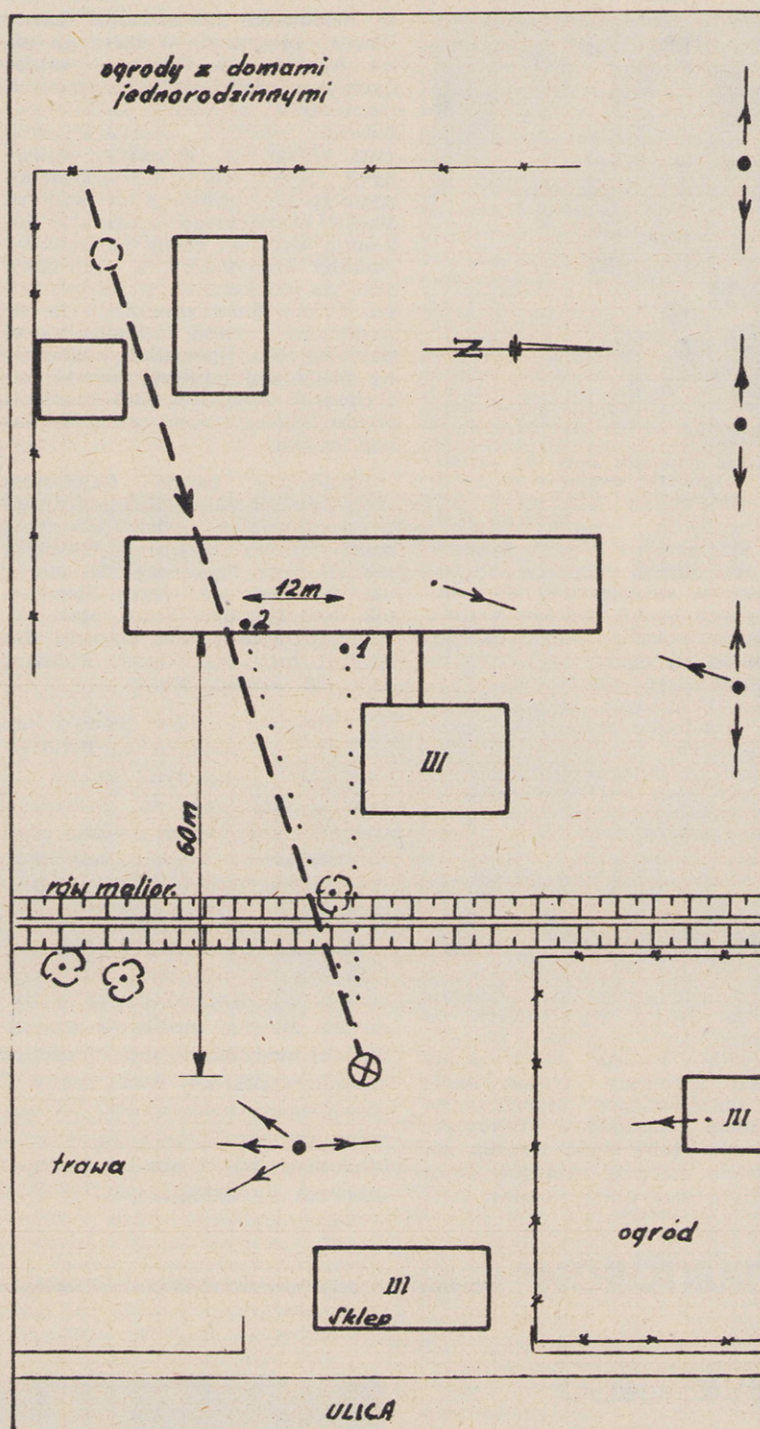 ogrody z domami
jednorodzinnymi
N
12m
2
1
III
60m
rów melior.
III
trawa
ogród
III
Sklep
ULICA